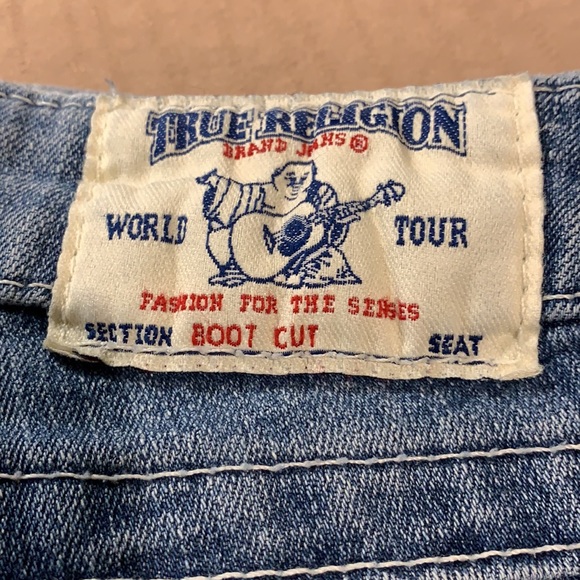 TRUE RELIGION
BRAND JEANS®
WORLD TOUR
FASHION FOR THE SENSES
SECTION BOOT CUT SEAT